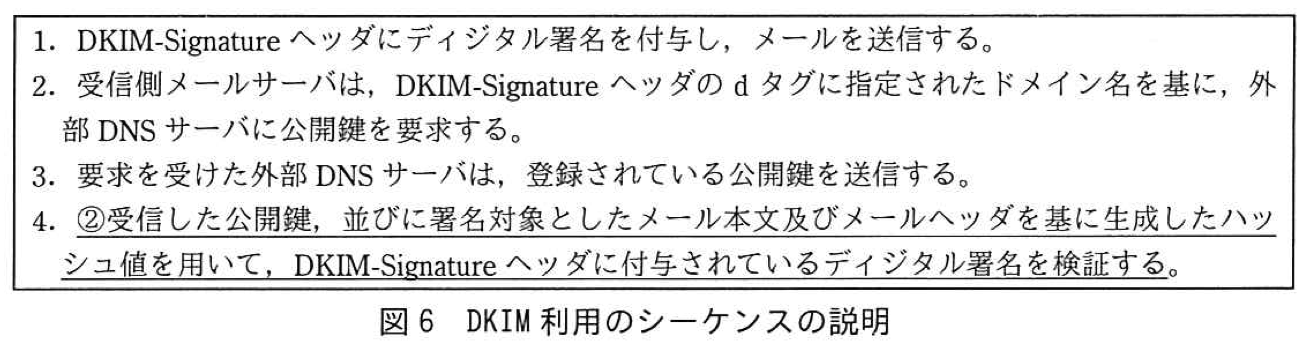 1．DKIM-Signature ヘッダにディジタル署名を付与し，メールを送信する。
2．受信側メールサーバは，DKIM-Signature ヘッダの d タグに指定されたドメイン名を基に，外
部 DNS サーバに公開鍵を要求する。
3．要求を受けた外部 DNS サーバは，登録されている公開鍵を送信する。
4．②受信した公開鍵，並びに署名対象としたメール本文及びメールヘッダを基に生成したハッ
シュ値を用いて，DKIM-Signature ヘッダに付与されているディジタル署名を検証する。
図 6　DKIM 利用のシーケンスの説明